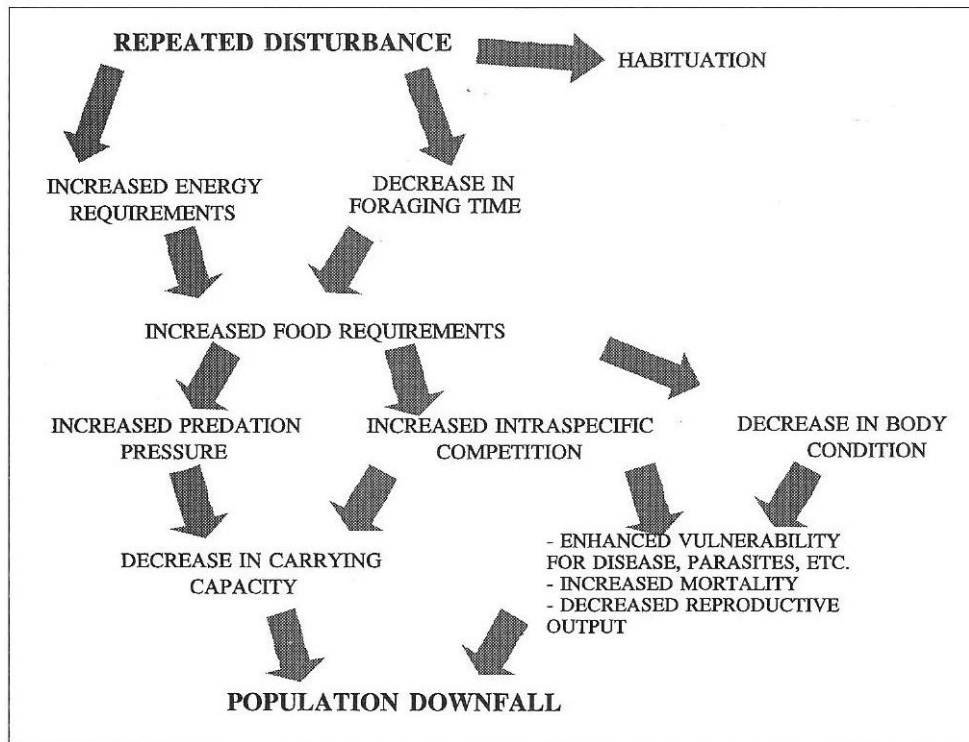 REPEATED DISTURBANCE
HABITUATION
INCREASED ENERGY
REQUIREMENTS
DECREASE IN
FORAGING TIME
INCREASED FOOD REQUIREMENTS
INCREASED PREDATION
PRESSURE
INCREASED INTRASPECIFIC
COMPETITION
DECREASE IN BODY
CONDITION
DECREASE IN CARRYING
CAPACITY
- ENHANCED VULNERABILITY
FOR DISEASE, PARASITES, ETC.
- INCREASED MORTALITY
- DECREASED REPRODUCTIVE
OUTPUT
POPULATION DOWNFALL